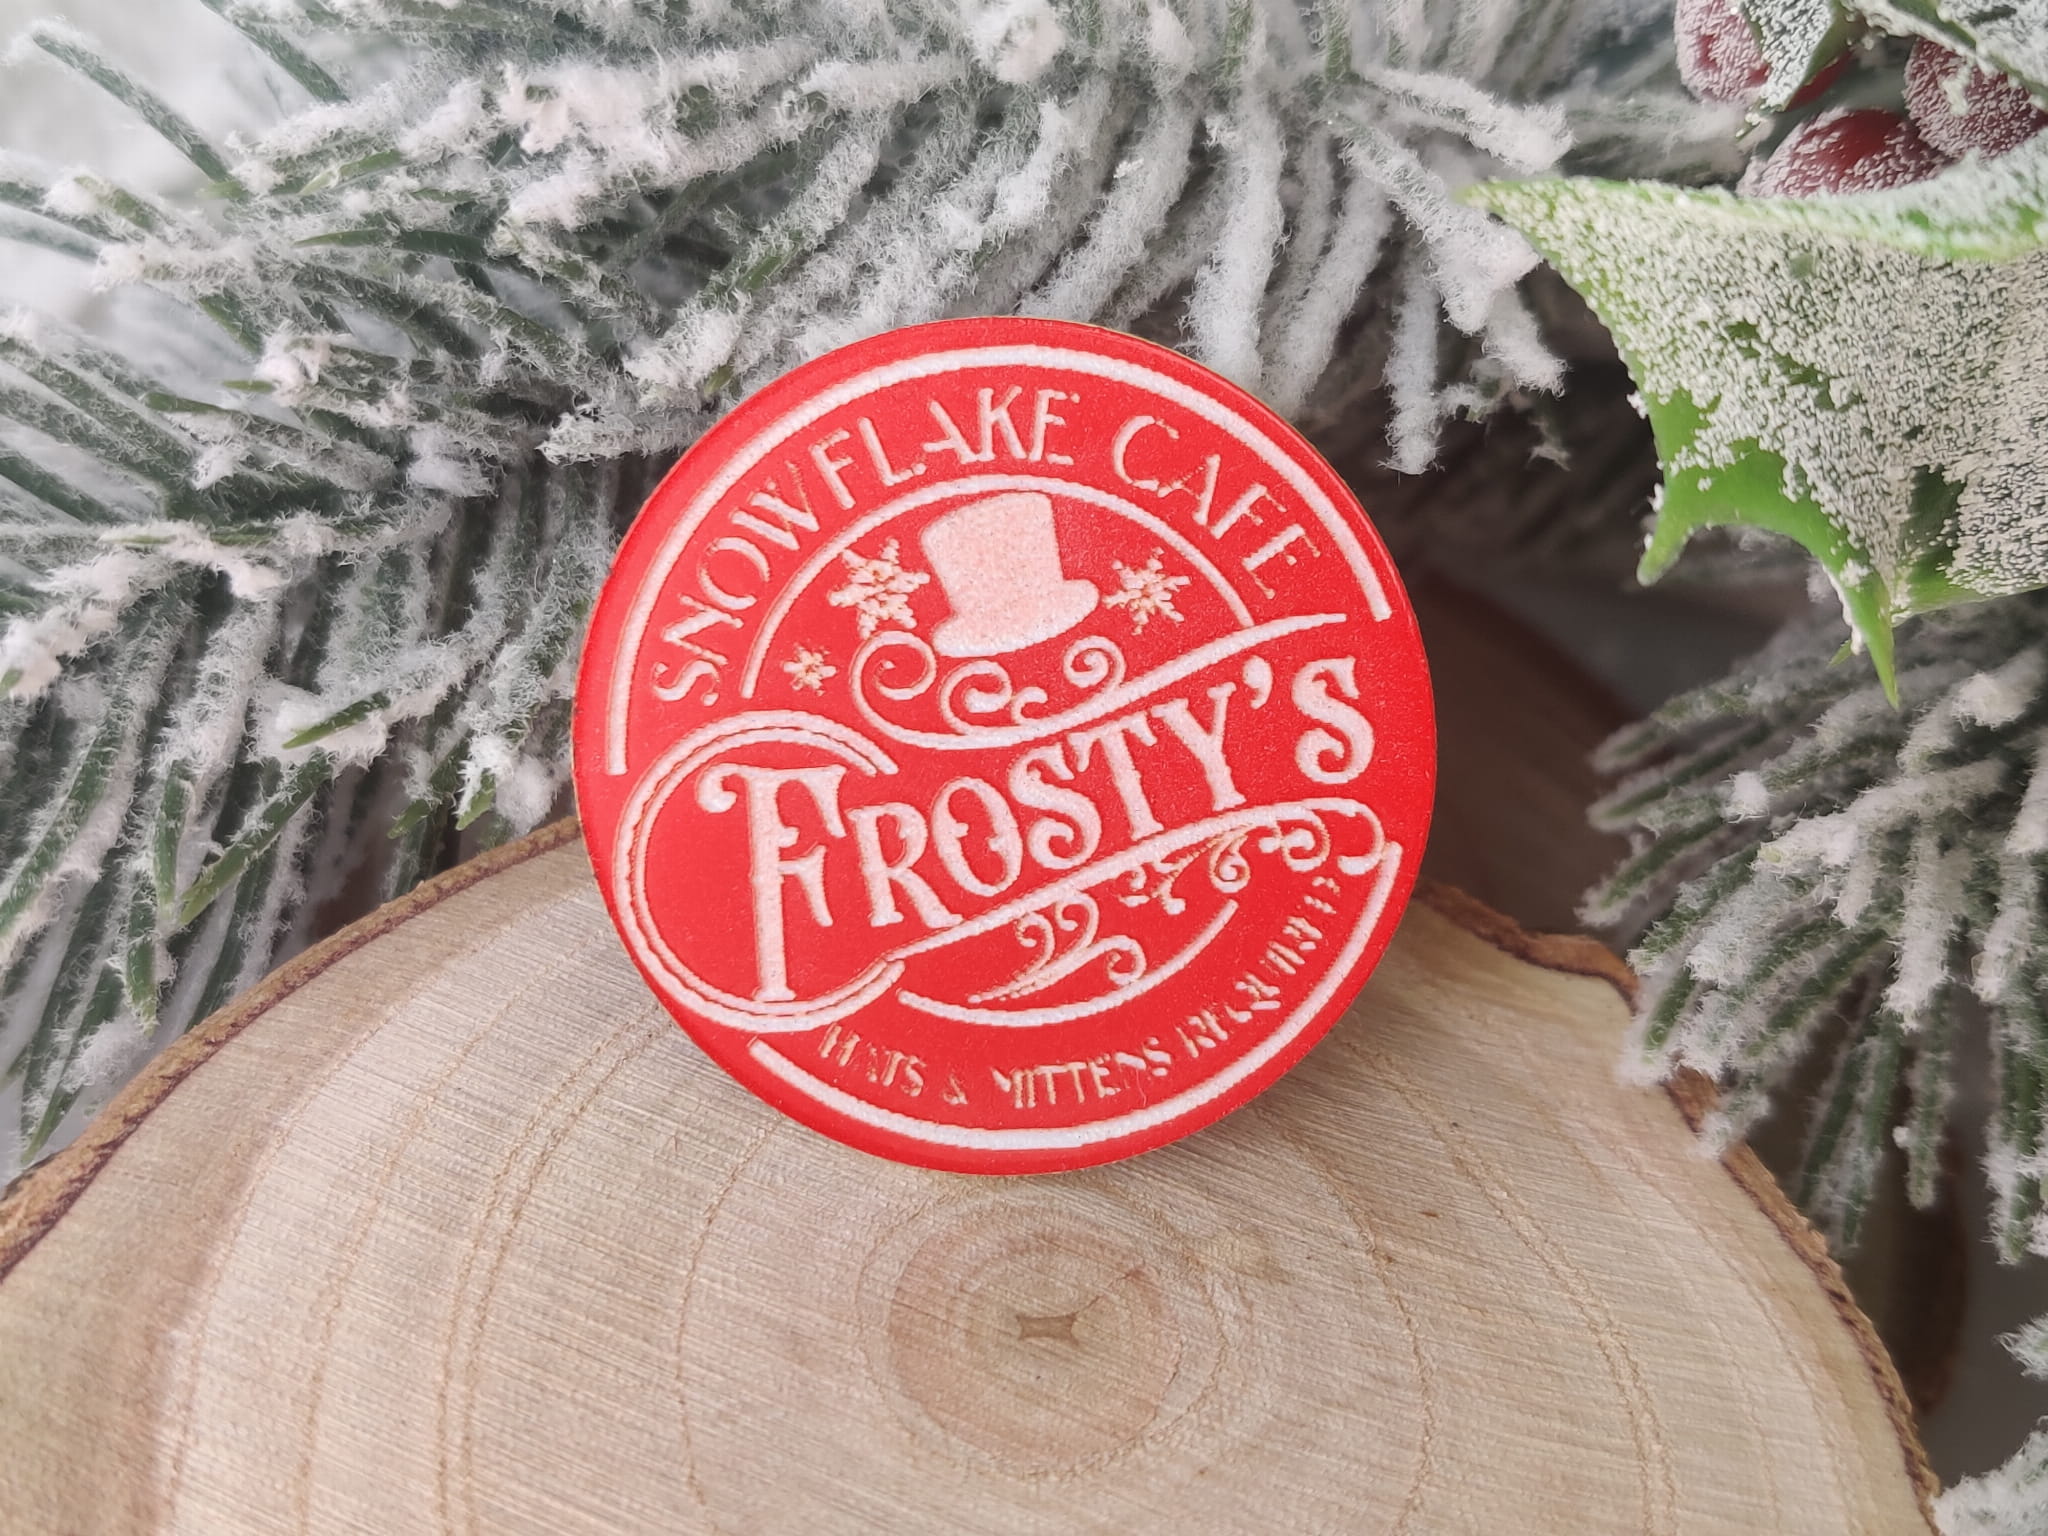 SNOWFLAKE CAFE
FROSTY'S
HATS & MITTENS REQUIRED